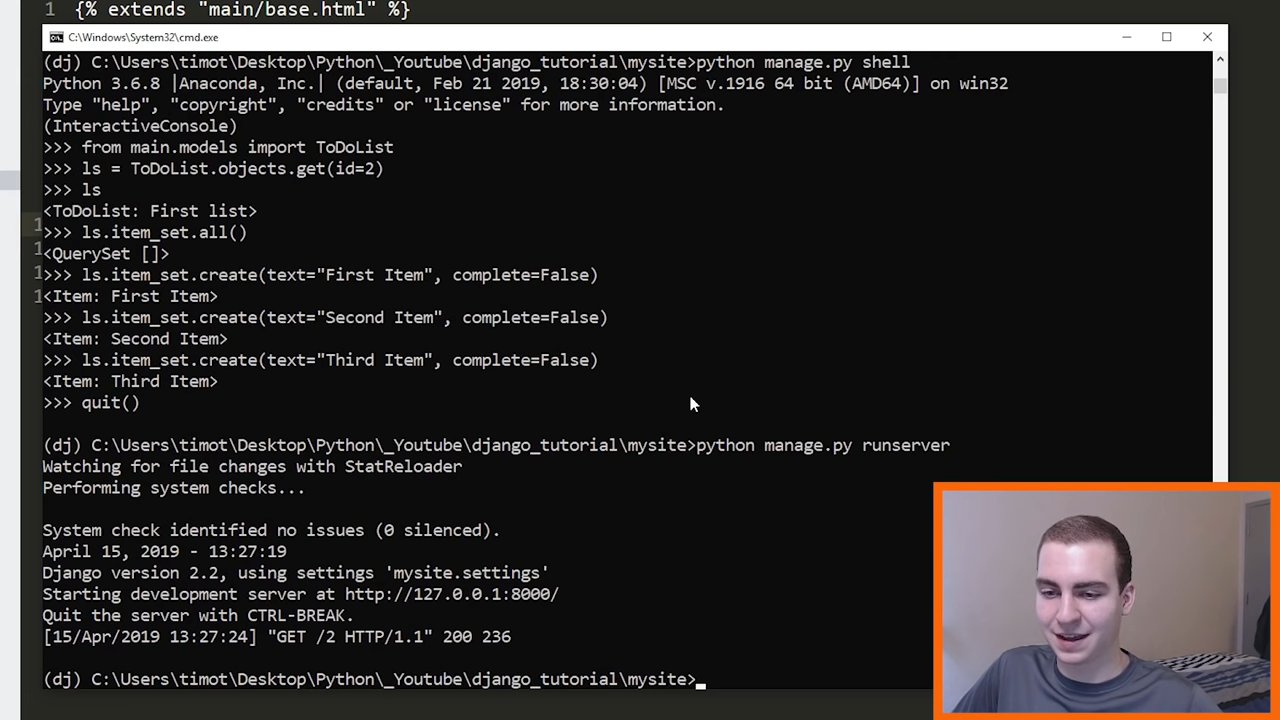 1 {% extends "main/base.html" %}
C:\Windows\System32\cmd.exe
(dj) C:\Users\timot\Desktop\Python\_Youtube\django_tutorial\mysite>python manage.py shell
Python 3.6.8 |Anaconda, Inc.| (default, Feb 21 2019, 18:30:04) [MSC v.1916 64 bit (AMD64)] on win32
Type "help", "copyright", "credits" or "license" for more information.
(InteractiveConsole)
>>> from main.models import ToDoList
>>> ls = ToDoList.objects.get(id=2)
>>> ls
<ToDoList: First list>
>>> ls.item_set.all()
<QuerySet []>
>>> ls.item_set.create(text="First Item", complete=False)
<Item: First Item>
>>> ls.item_set.create(text="Second Item", complete=False)
<Item: Second Item>
>>> ls.item_set.create(text="Third Item", complete=False)
<Item: Third Item>
>>> quit()
(dj) C:\Users\timot\Desktop\Python\_Youtube\django_tutorial\mysite>python manage.py runserver
Watching for file changes with StatReloader
Performing system checks...
System check identified no issues (0 silenced).
April 15, 2019 - 13:27:19
Django version 2.2, using settings 'mysite.settings'
Starting development server at http://127.0.0.1:8000/
Quit the server with CTRL-BREAK.
[15/Apr/2019 13:27:24] "GET /2 HTTP/1.1" 200 236
(dj) C:\Users\timot\Desktop\Python\_Youtube\django_tutorial\mysite>